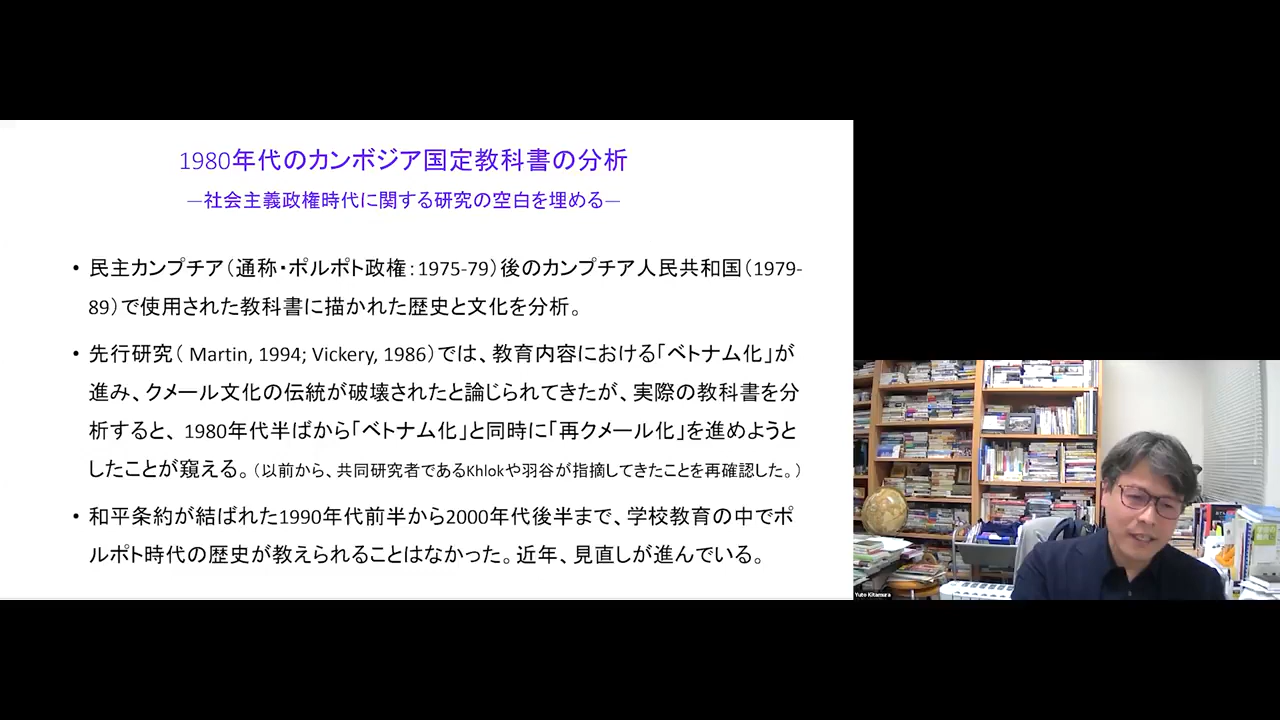 1980年代のカンボジア国定教科書の分析
―社会主義政権時代に関する研究の空白を埋める―
• 民主カンプチア(通称・ポルポト政権:1975-79)後のカンプチア人民共和国(1979-
89)で使用された教科書に描かれた歴史と文化を分析。
• 先行研究( Martin, 1994; Vickery, 1986)では、教育内容における「ベトナム化」が
進み、クメール文化の伝統が破壊されたと論じられてきたが、実際の教科書を分
析すると、1980年代半ばから「ベトナム化」と同時に「再クメール化」を進めようと
したことが窺える。(以前から、共同研究者であるKhlokや羽谷が指摘してきたことを再確認した。)
• 和平条約が結ばれた1990年代前半から2000年代後半まで、学校教育の中でポ
ルポト時代の歴史が教えられることはなかった。近年、見直しが進んでいる。
Yuto Kitamura